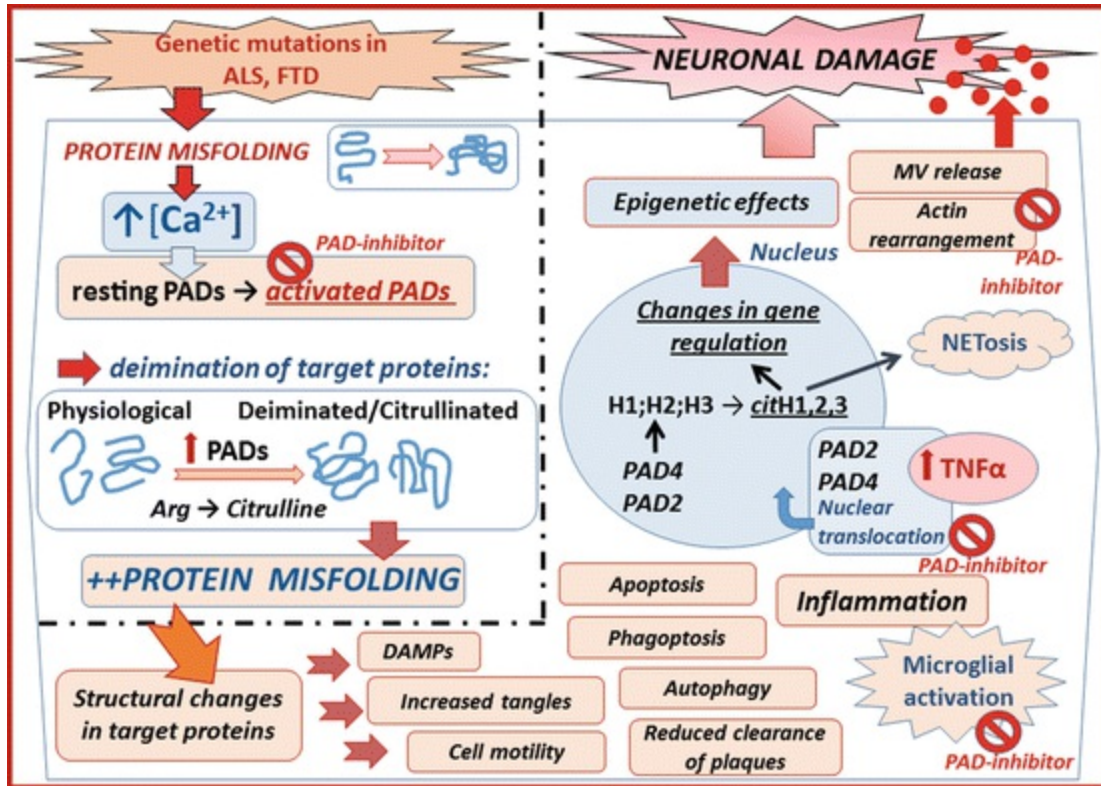 Genetic mutations in
ALS, FTD
PROTEIN MISFOLDING
↑ [Ca²⁺]
PAD-inhibitor
resting PADs → activated PADs
deimination of target proteins:
Physiological
Deiminated/Citrullinated
PADs
Arg → Citrulline
++PROTEIN MISFOLDING
Structural changes
in target proteins
DAMPs
Increased tangles
Cell motility
NEURONAL DAMAGE
MV release
Actin
rearrangement
PAD-
inhibitor
Epigenetic effects
Nucleus
Changes in gene
regulation
NETosis
H1;H2;H3 → citH1,2,3
PAD4
PAD2
PAD2
PAD4
Nuclear
translocation
TNFα
PAD-inhibitor
Apoptosis
Inflammation
Phagoptosis
Autophagy
Reduced clearance
of plaques
Microglial
activation
PAD-inhibitor